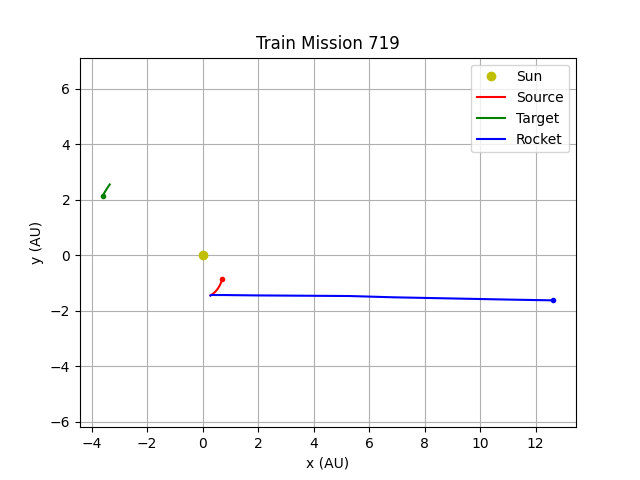 Train Mission 719
Sun
Source
Target
Rocket
6
4
2
0
−2
−4
−6
y (AU)
−4 −2 0 2 4 6 8 10 12
x (AU)